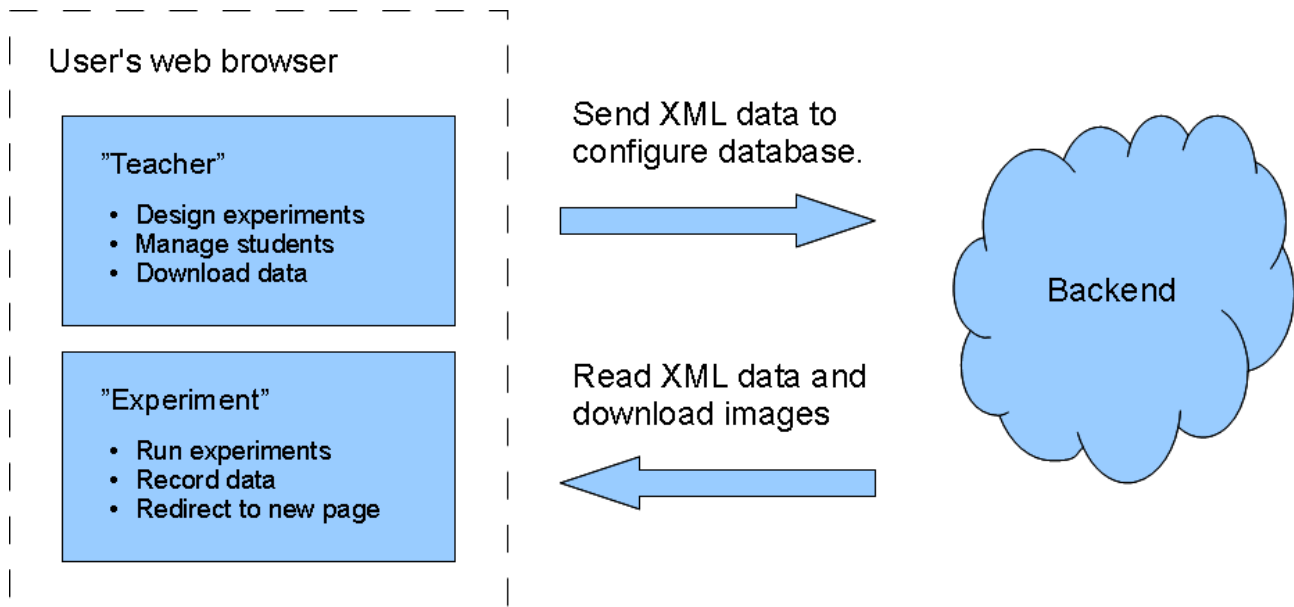 User's web browser
”Teacher”
• Design experiments
• Manage students
• Download data
”Experiment”
• Run experiments
• Record data
• Redirect to new page
Send XML data to
configure database.
Read XML data and
download images
Backend